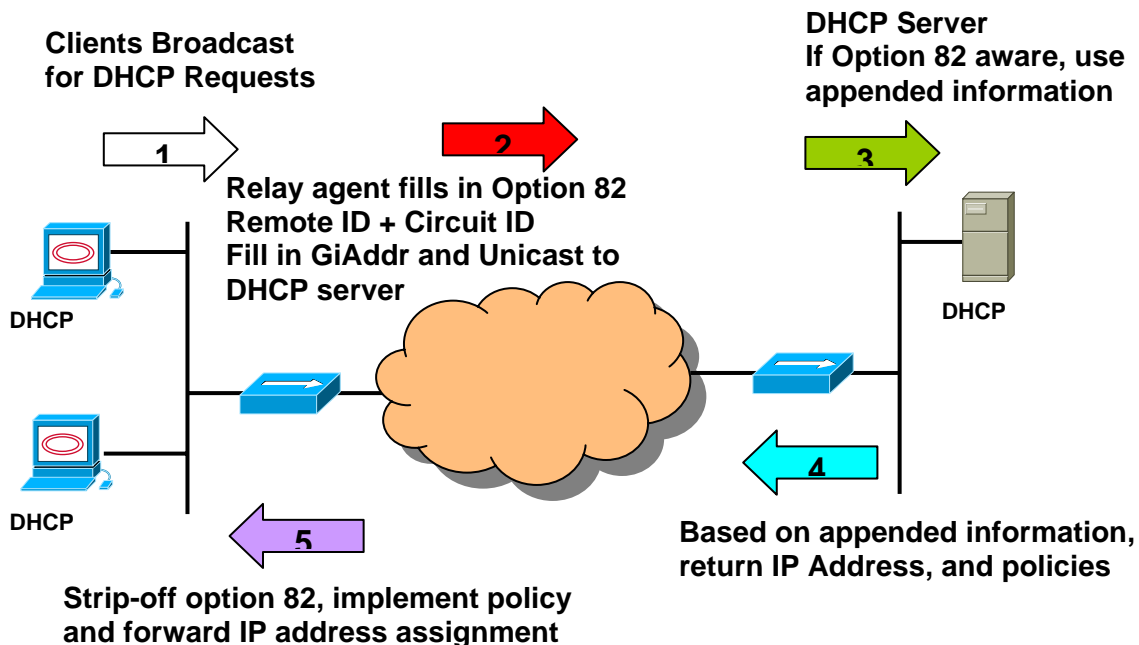 Clients Broadcast
for DHCP Requests
DHCP Server
If Option 82 aware, use
appended information
1
2
3
Relay agent fills in Option 82
Remote ID + Circuit ID
Fill in GiAddr and Unicast to
DHCP server
DHCP
DHCP
DHCP
4
5
Based on appended information,
return IP Address, and policies
Strip-off option 82, implement policy
and forward IP address assignment